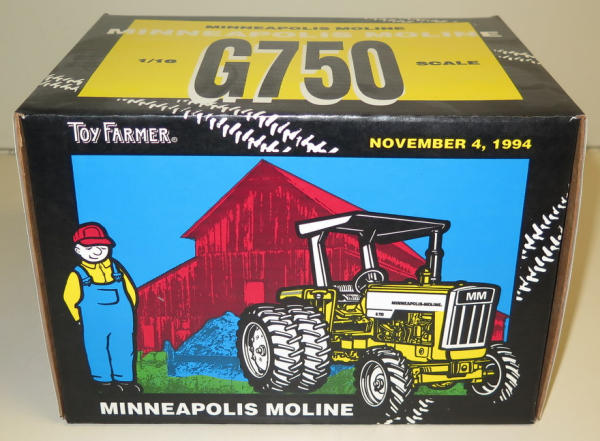 MINNEAPOLIS MOLINE
MINNEAPOLIS MOLINE
1/16 G750 SCALE
TOY FARMER®
NOVEMBER 4, 1994
MINNEAPOLIS-MOLINE
MM
MINNEAPOLIS MOLINE